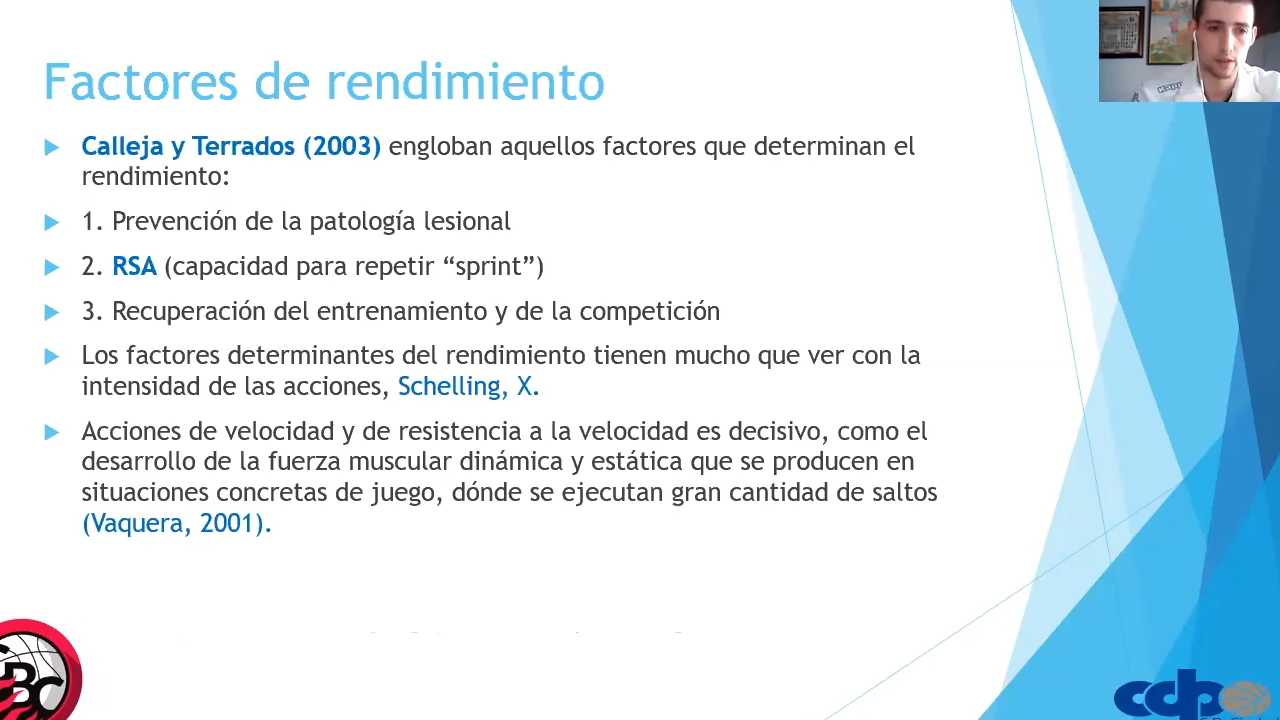 Factores de rendimiento
Calleja y Terrados (2003) engloban aquellos factores que determinan el
rendimiento:
1. Prevención de la patología lesional
2. RSA (capacidad para repetir “sprint”)
3. Recuperación del entrenamiento y de la competición
Los factores determinantes del rendimiento tienen mucho que ver con la
intensidad de las acciones, Schelling, X.
Acciones de velocidad y de resistencia a la velocidad es decisivo, como el
desarrollo de la fuerza muscular dinámica y estática que se producen en
situaciones concretas de juego, dónde se ejecutan gran cantidad de saltos
(Vaquera, 2001).
Kappa
BC
cdp